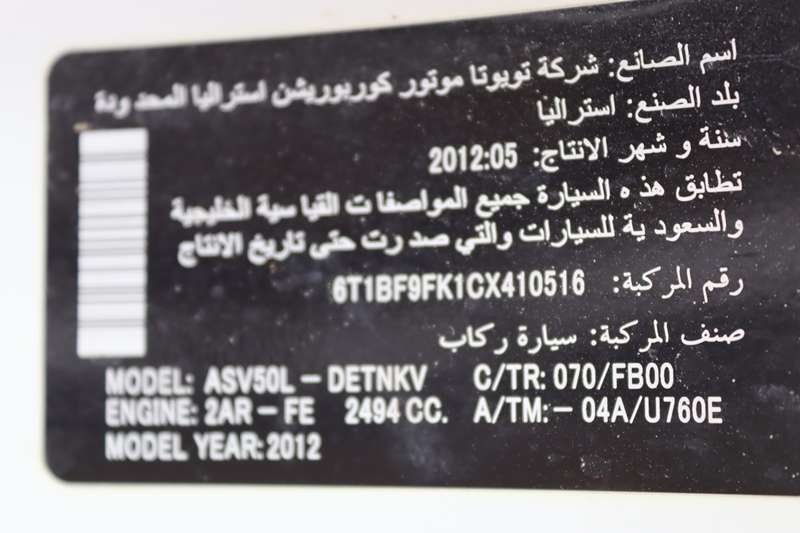 اسم الصانع: شركة تويوتا موتور كوربوريشن استراليا المحدودة
بلد الصنع: استراليا
سنة و شهر الانتاج: 2012:05
تطابق هذه السيارة جميع المواصفات القياسية الخليجية
والسعودية للسيارات والتي صدرت حتى تاريخ الانتاج
رقم المركبة: 6T1BF9FK1CX410516
صنف المركبة: سيارة ركاب
MODEL: ASV50L – DETNKV C/TR: 070/FB00
ENGINE: 2AR – FE 2494 CC. A/TM:– 04A/U760E
MODEL YEAR:2012